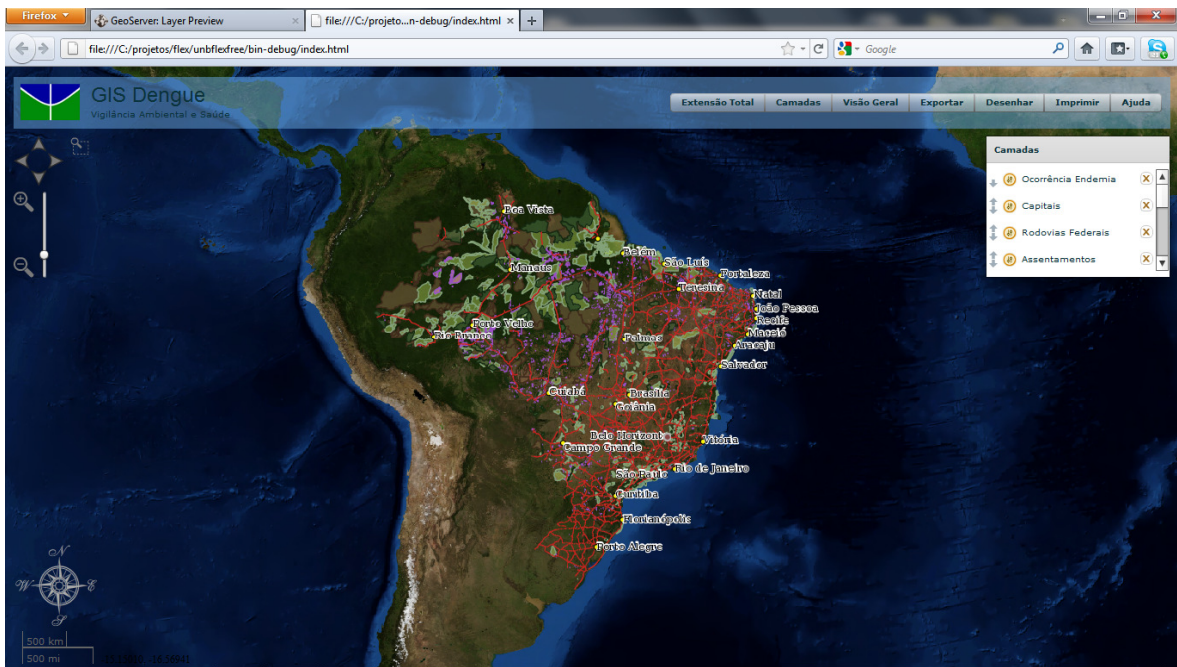 Firefox
GeoServer: Layer Preview
file:///C:/projeto...n-debug/index.html
file:///C:/projetos/flex/unbflexfree/bin-debug/index.html
Google
GIS Dengue
Vigilância Ambiental e Saúde
Extensão Total
Camadas
Visão Geral
Exportar
Desenhar
Imprimir
Ajuda
Camadas
Ocorrência Endemia
Capitais
Rodovias Federais
Assentamentos
Boa Vista
Belém
São Luís
Manaus
Fortaleza
Teresina
Natal
João Pessoa
Recife
Porto Velho
Maceió
Rio Branco
Palmas
Aracaju
Salvador
Cuiabá
Brasília
Goiânia
Belo Horizont
Vitória
Campo Grande
São Paulo
Rio de Janeiro
Curitiba
Florianópolis
Porto Alegre
N
W
E
S
500 km
500 mi